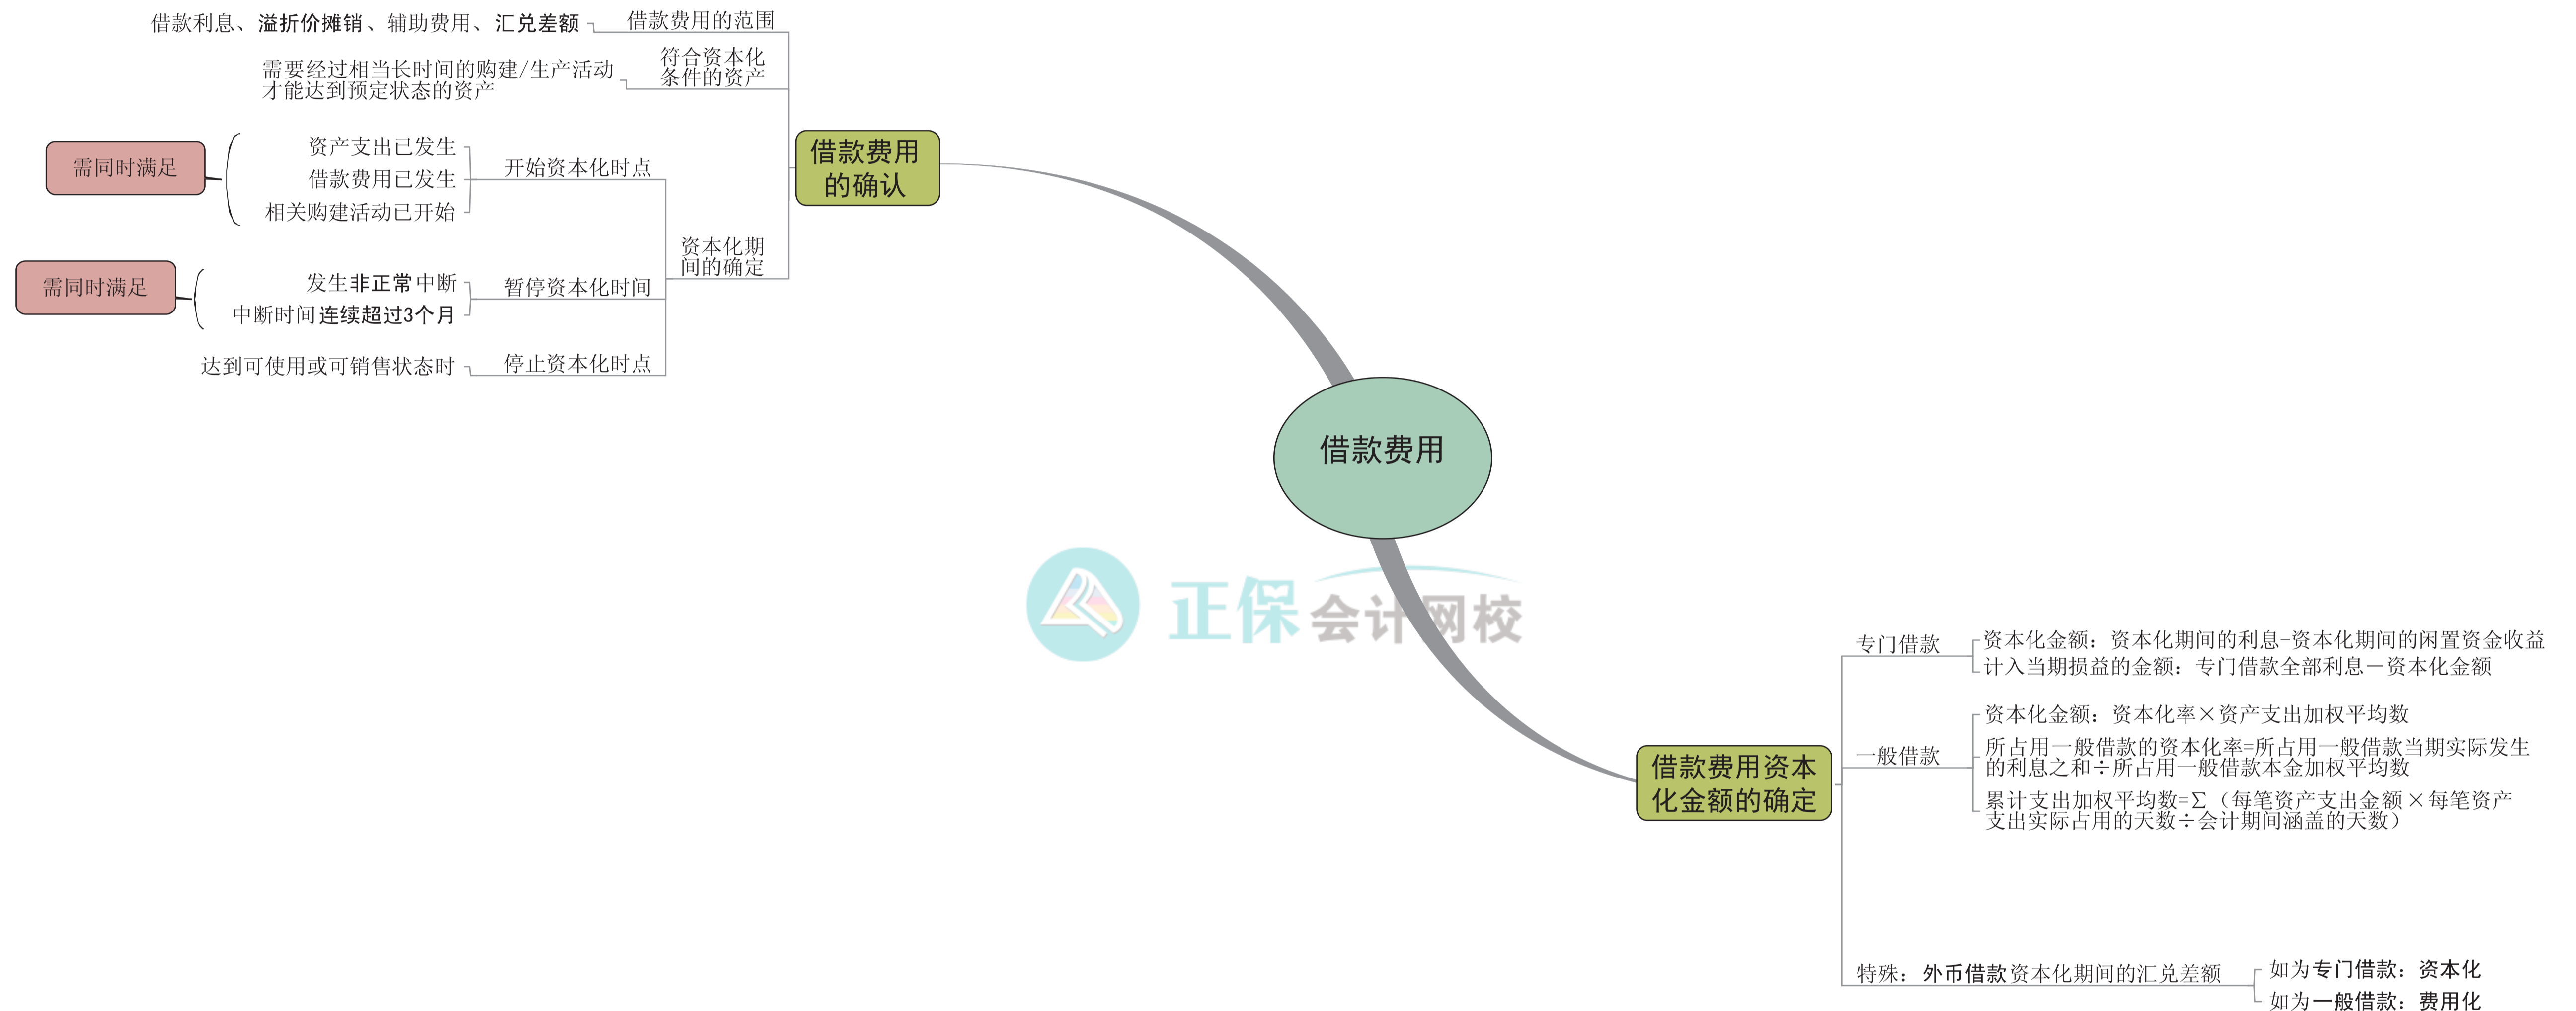 借款费用
借款费用
的确认
借款费用的范围
借款利息、溢折价摊销、辅助费用、汇兑差额
符合资本化
条件的资产
需要经过相当长时间的购建/生产活动
才能达到预定状态的资产
资本化期
间的确定
开始资本化时点
资产支出已发生
借款费用已发生
相关购建活动已开始
需同时满足
暂停资本化时间
发生非正常中断
中断时间连续超过3个月
需同时满足
停止资本化时点
达到可使用或可销售状态时
正保会计网校
借款费用资本
化金额的确定
专门借款
资本化金额：资本化期间的利息-资本化期间的闲置资金收益
计入当期损益的金额：专门借款全部利息－资本化金额
一般借款
资本化金额：资本化率×资产支出加权平均数
所占用一般借款的资本化率=所占用一般借款当期实际发生
的利息之和÷所占用一般借款本金加权平均数
累计支出加权平均数=Σ（每笔资产支出金额×每笔资产
支出实际占用的天数÷会计期间涵盖的天数）
特殊：外币借款资本化期间的汇兑差额
如为专门借款：资本化
如为一般借款：费用化